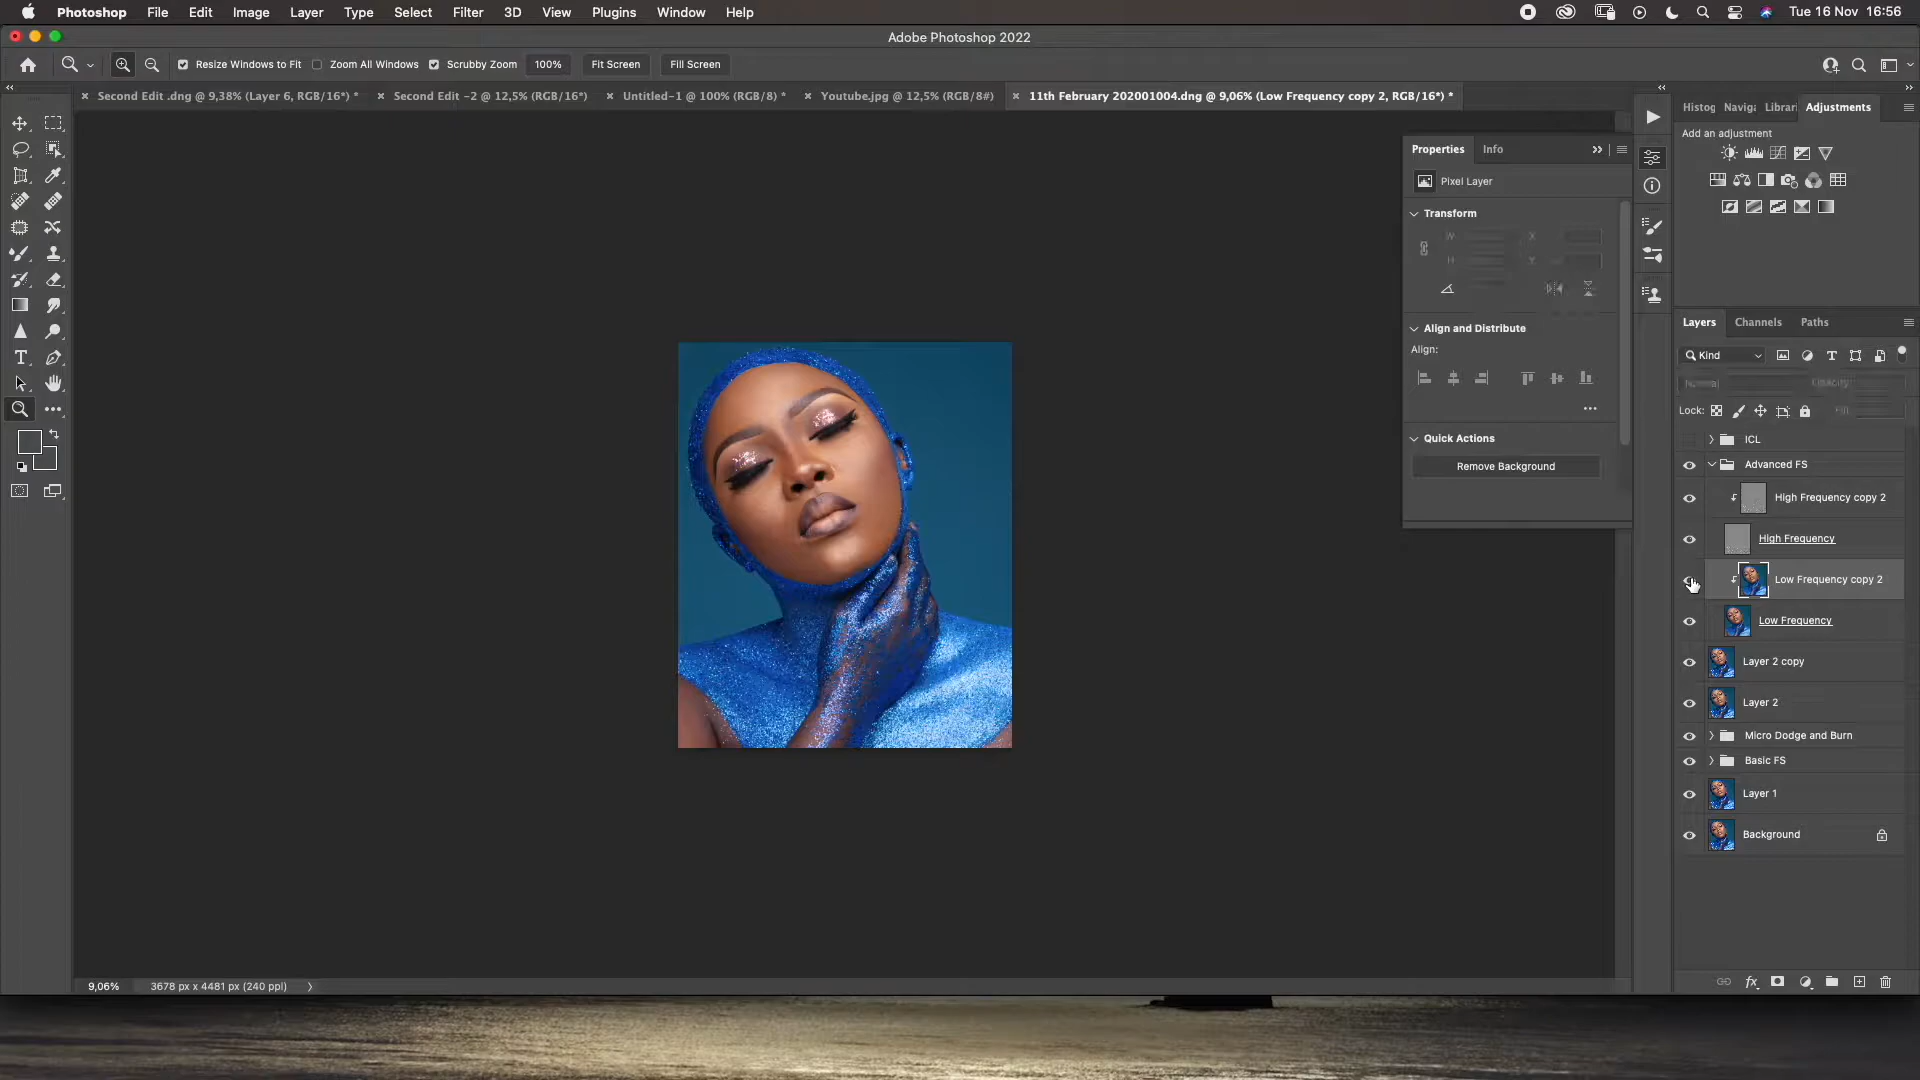 Photoshop File Edit Image Layer Type Select Filter 3D View Plugins Window Help Tue 16 Nov 16:56
Adobe Photoshop 2022
Resize Windows to Fit Zoom All Windows Scrubby Zoom 100% Fit Screen Fill Screen
Second Edit .dng @ 9,38% (Layer 6, RGB/16*) * Second Edit -2 @ 12,5% (RGB/16*) Untitled-1 @ 100% (RGB/8) * Youtube.jpg @ 12,5% (RGB/8#) 11th February 202001004.dng @ 9,06% (Low Frequency copy 2, RGB/16*) *
Histog Naviga Librari Adjustments
Add an adjustment
Properties Info
Pixel Layer
Transform
W X
H Y
Align and Distribute
Align:
Quick Actions
Remove Background
Layers Channels Paths
Kind
Normal Opacity:
Lock: Fill:
ICL
Advanced FS
High Frequency copy 2
High Frequency
Low Frequency copy 2
Low Frequency
Layer 2 copy
Layer 2
Micro Dodge and Burn
Basic FS
Layer 1
Background
9,06% 3678 px x 4481 px (240 ppi)